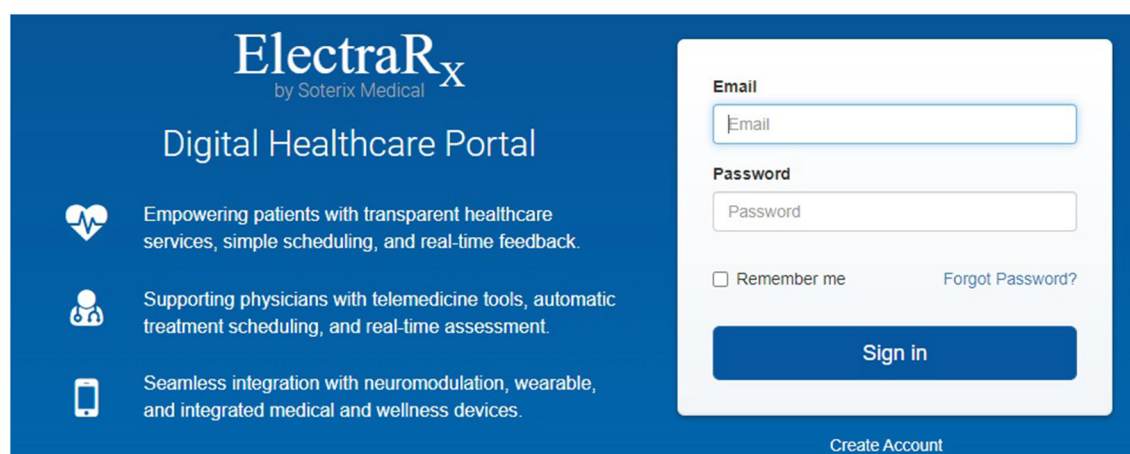 ElectraRx
by Soterix Medical
Digital Healthcare Portal
Empowering patients with transparent healthcare
services, simple scheduling, and real-time feedback.
Supporting physicians with telemedicine tools, automatic
treatment scheduling, and real-time assessment.
Seamless integration with neuromodulation, wearable,
and integrated medical and wellness devices.
Email
Email
Password
Password
Remember me
Forgot Password?
Sign in
Create Account